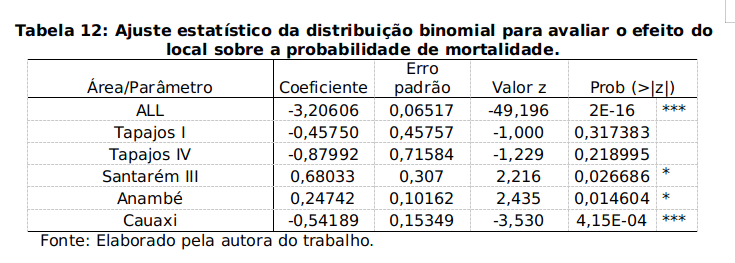 Tabela 12: Ajuste estatístico da distribuição binomial para avaliar o efeito do
local sobre a probabilidade de mortalidade.
Área/Parâmetro Coeficiente Erro padrão Valor z Prob (>|z|)
ALL -3,20606 0,06517 -49,196 2E-16 ***
Tapajos I -0,45750 0,45757 -1,000 0,317383
Tapajos IV -0,87992 0,71584 -1,229 0,218995
Santarém III 0,68033 0,307 2,216 0,026686 *
Anambé 0,24742 0,10162 2,435 0,014604 *
Cauaxi -0,54189 0,15349 -3,530 4,15E-04 ***
Fonte: Elaborado pela autora do trabalho.